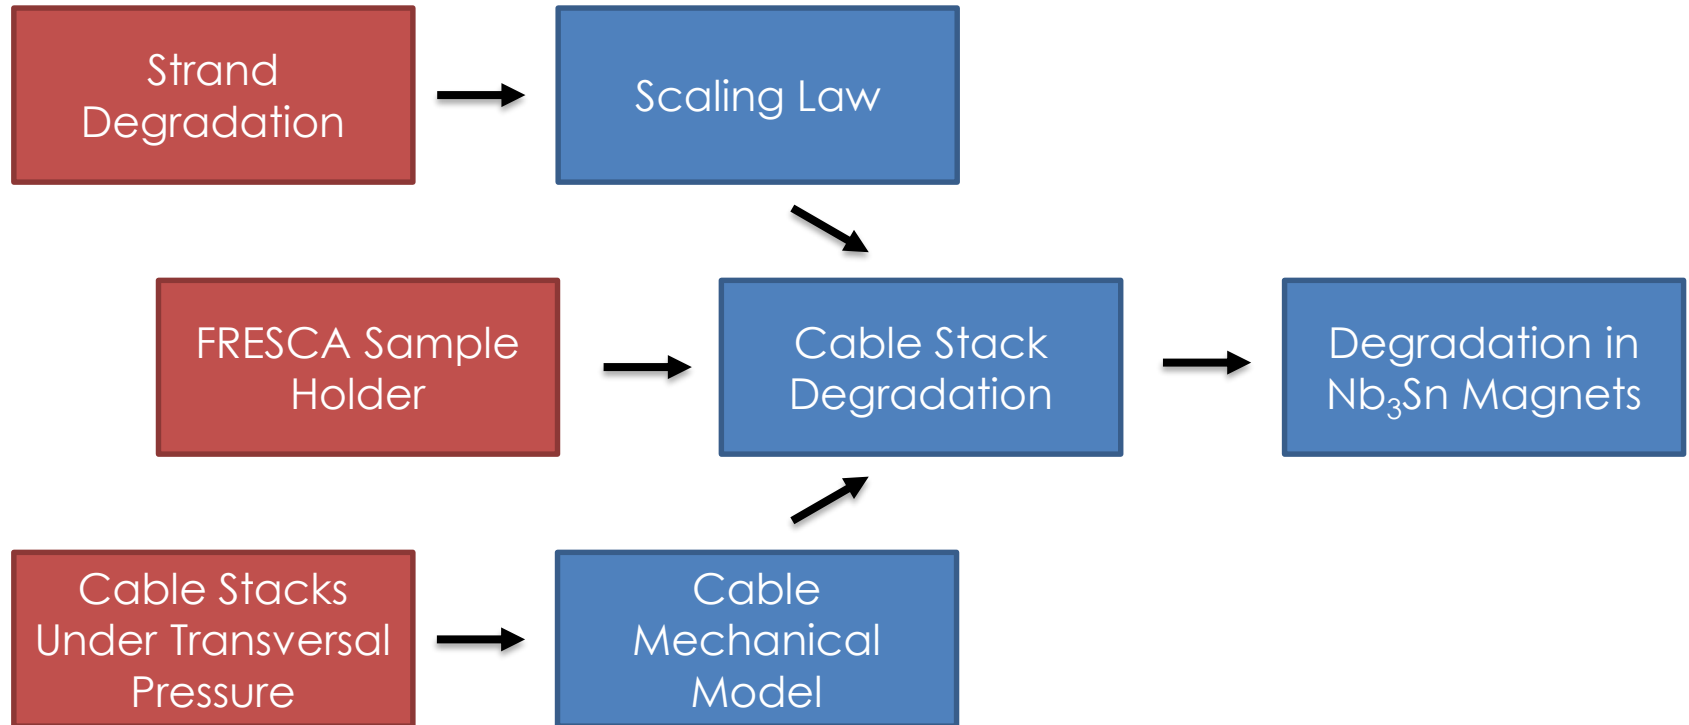 Strand
Degradation
Scaling Law
FRESCA Sample
Holder
Cable Stack
Degradation
Degradation in
Nb₃Sn Magnets
Cable Stacks
Under Transversal
Pressure
Cable
Mechanical
Model